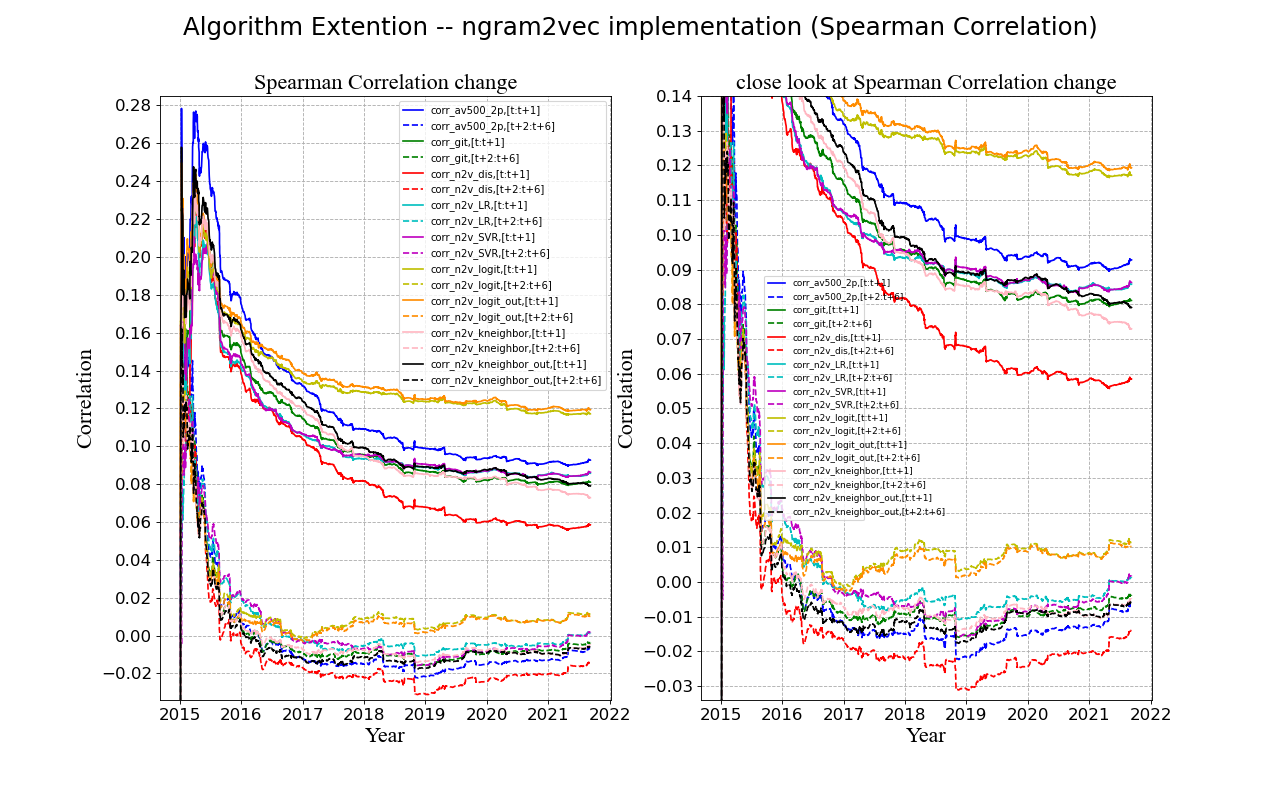 Algorithm Extention -- ngram2vec implementation (Spearman Correlation)
Spearman Correlation change
0.28
0.26
0.24
0.22
0.20
0.18
0.16
0.14
0.12
0.10
0.08
0.06
0.04
0.02
0.00
−0.02
Correlation
2015
2016
2017
2018
2019
2020
2021
2022
Year
corr_av500_2p,[t:t+1]
corr_av500_2p,[t+2:t+6]
corr_git,[t:t+1]
corr_git,[t+2:t+6]
corr_n2v_dis,[t:t+1]
corr_n2v_dis,[t+2:t+6]
corr_n2v_LR,[t:t+1]
corr_n2v_LR,[t+2:t+6]
corr_n2v_SVR,[t:t+1]
corr_n2v_SVR,[t+2:t+6]
corr_n2v_logit,[t:t+1]
corr_n2v_logit,[t+2:t+6]
corr_n2v_logit_out,[t:t+1]
corr_n2v_logit_out,[t+2:t+6]
corr_n2v_kneighbor,[t:t+1]
corr_n2v_kneighbor,[t+2:t+6]
corr_n2v_kneighbor_out,[t:t+1]
corr_n2v_kneighbor_out,[t+2:t+6]
close look at Spearman Correlation change
0.14
0.13
0.12
0.11
0.10
0.09
0.08
0.07
0.06
0.05
0.04
0.03
0.02
0.01
0.00
−0.01
−0.02
−0.03
Correlation
2015
2016
2017
2018
2019
2020
2021
2022
Year
corr_av500_2p,[t:t+1]
corr_av500_2p,[t+2:t+6]
corr_git,[t:t+1]
corr_git,[t+2:t+6]
corr_n2v_dis,[t:t+1]
corr_n2v_dis,[t+2:t+6]
corr_n2v_LR,[t:t+1]
corr_n2v_LR,[t+2:t+6]
corr_n2v_SVR,[t:t+1]
corr_n2v_SVR,[t+2:t+6]
corr_n2v_logit,[t:t+1]
corr_n2v_logit,[t+2:t+6]
corr_n2v_logit_out,[t:t+1]
corr_n2v_logit_out,[t+2:t+6]
corr_n2v_kneighbor,[t:t+1]
corr_n2v_kneighbor,[t+2:t+6]
corr_n2v_kneighbor_out,[t:t+1]
corr_n2v_kneighbor_out,[t+2:t+6]